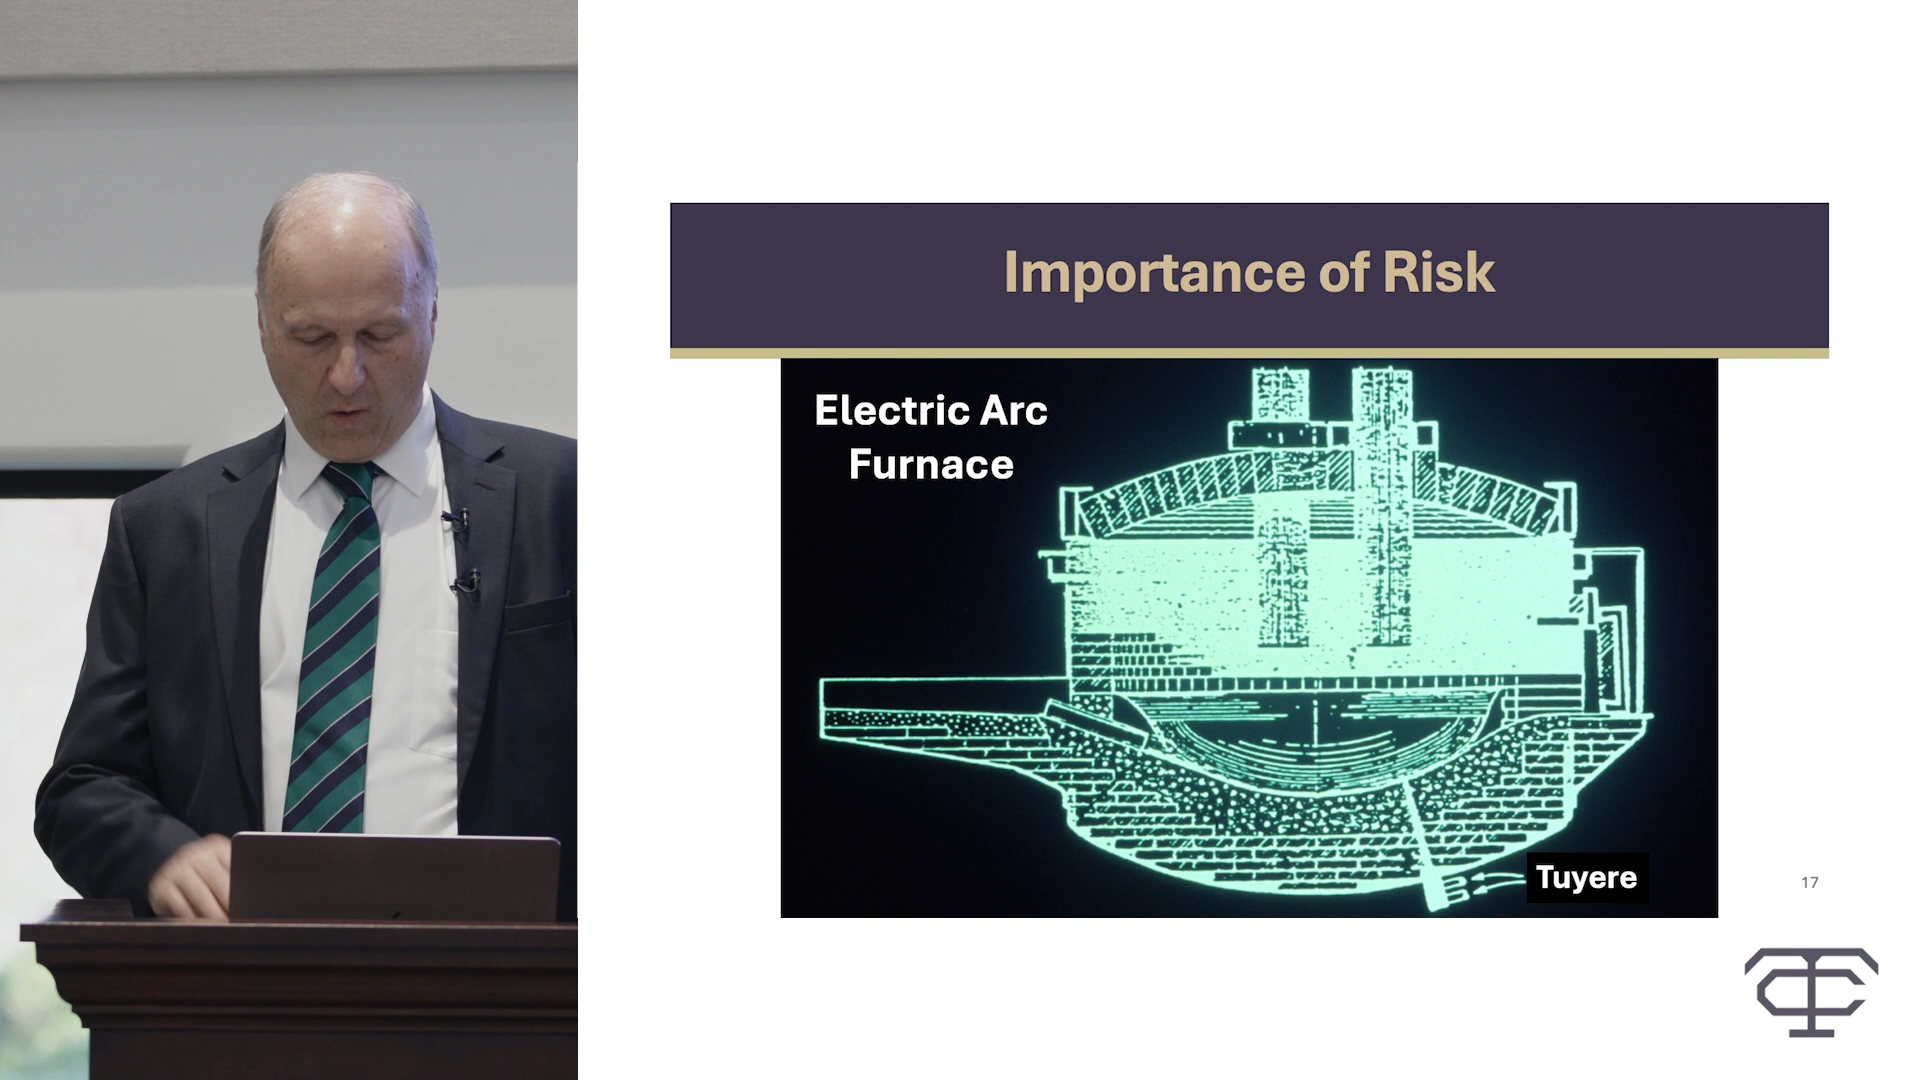 Importance of Risk
Electric Arc
Furnace
Tuyere
17